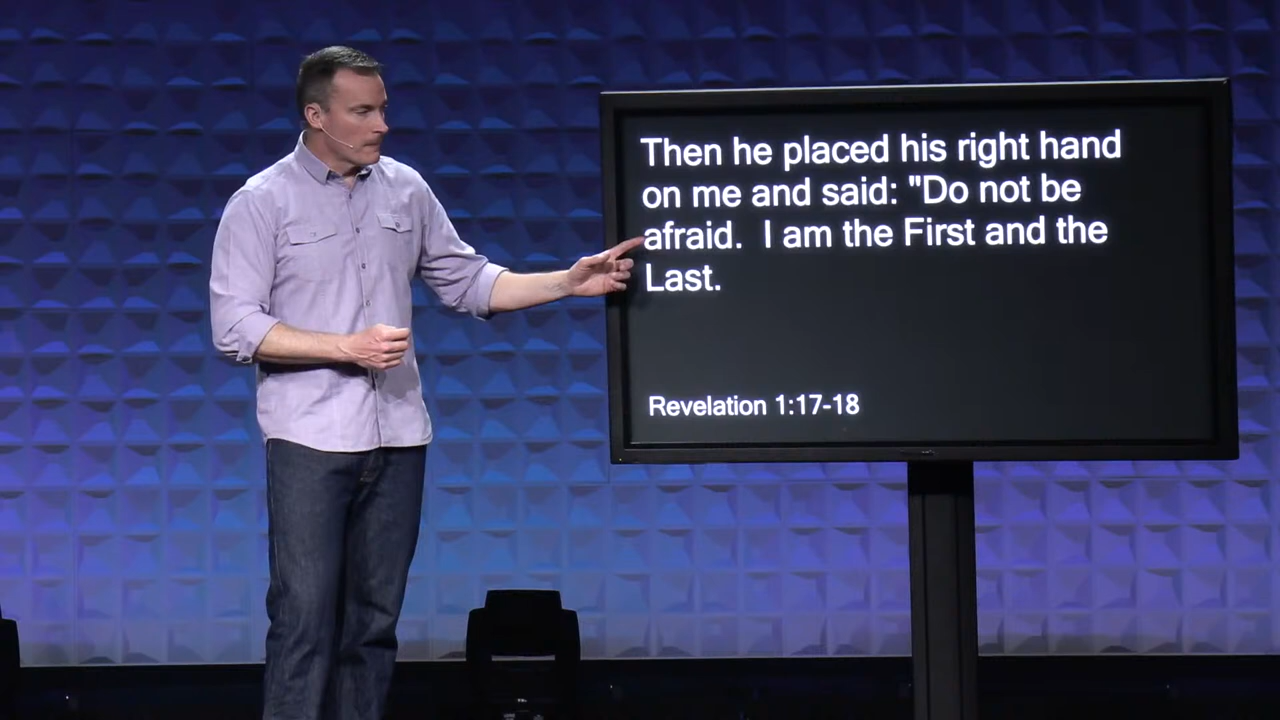 Then he placed his right hand
on me and said: "Do not be
afraid.  I am the First and the
Last.
Revelation 1:17-18